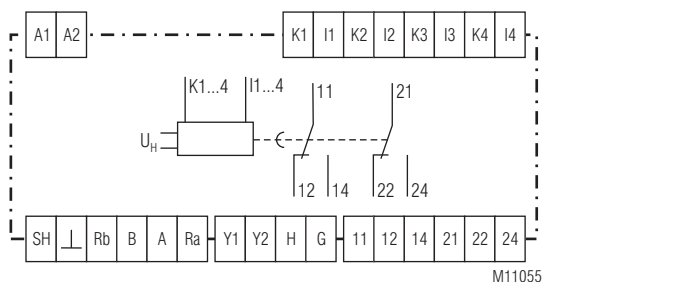 A1 A2 K1 I1 K2 I2 K3 I3 K4 I4
K1...4 I1...4 11 21
UH
12 14 22 24
SH ⊥ Rb B A Ra Y1 Y2 H G 11 12 14 21 22 24
M11055